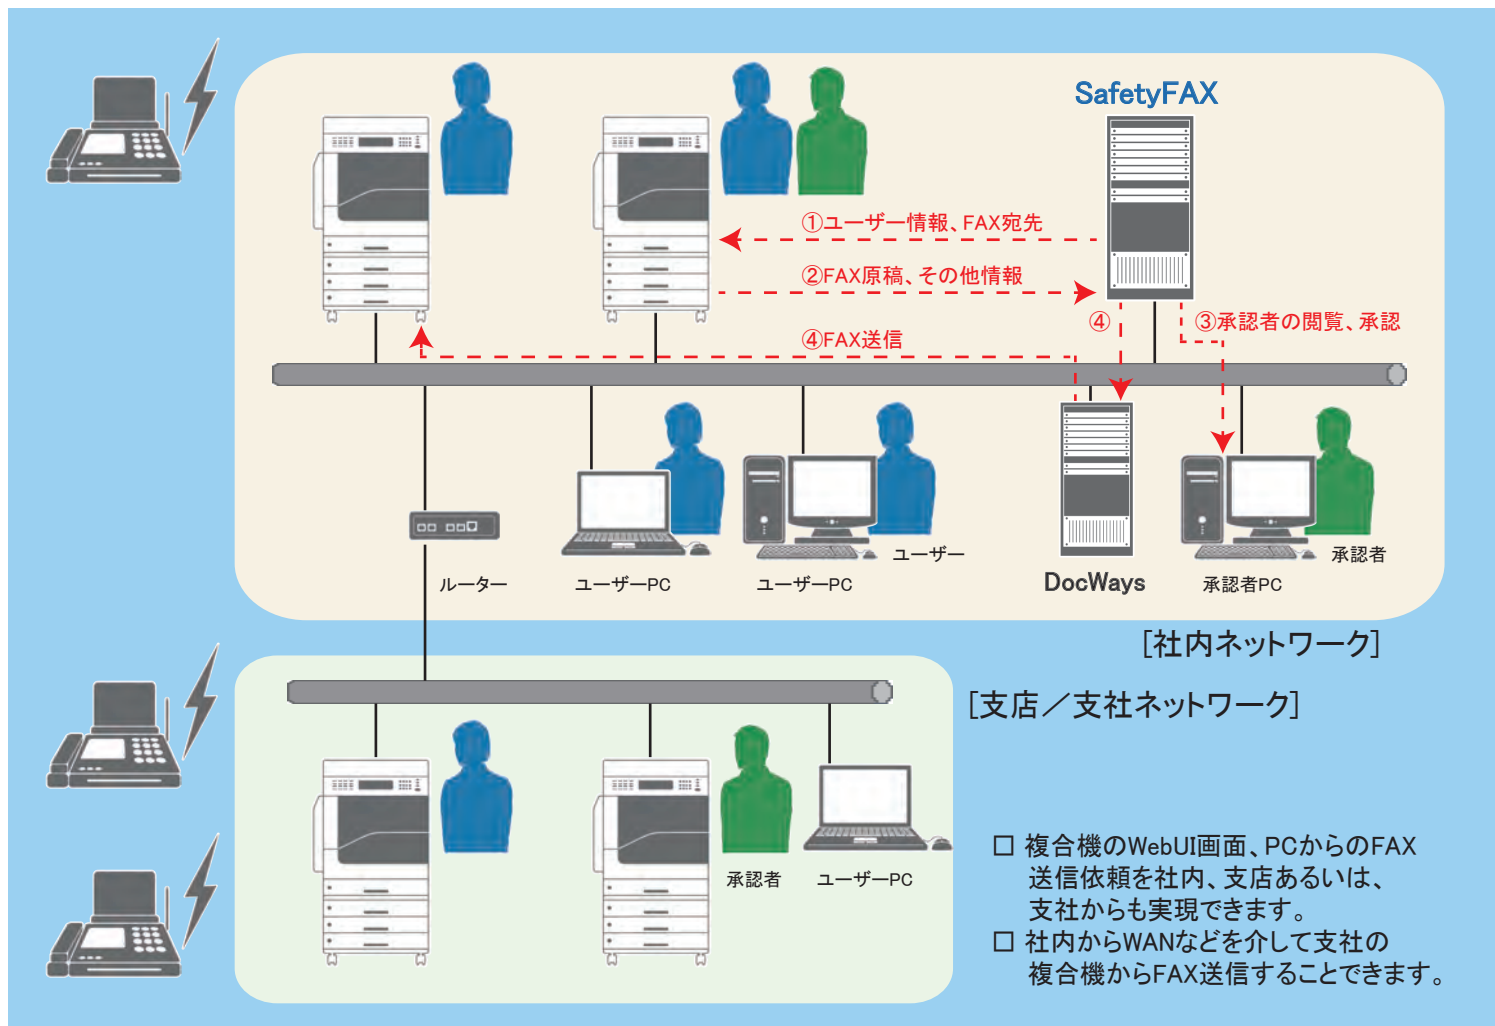 SafetyFAX
①ユーザー情報、FAX宛先
②FAX原稿、その他情報
④FAX送信
④
③承認者の閲覧、承認
ユーザー
承認者
ルーター
ユーザーPC
ユーザーPC
DocWays
承認者PC
[社内ネットワーク]
[支店／支社ネットワーク]
承認者
ユーザーPC
□ 複合機のWebUI画面、PCからのFAX
送信依頼を社内、支店あるいは、
支社からも実現できます。
□ 社内からWANなどを介して支社の
複合機からFAX送信することできます。